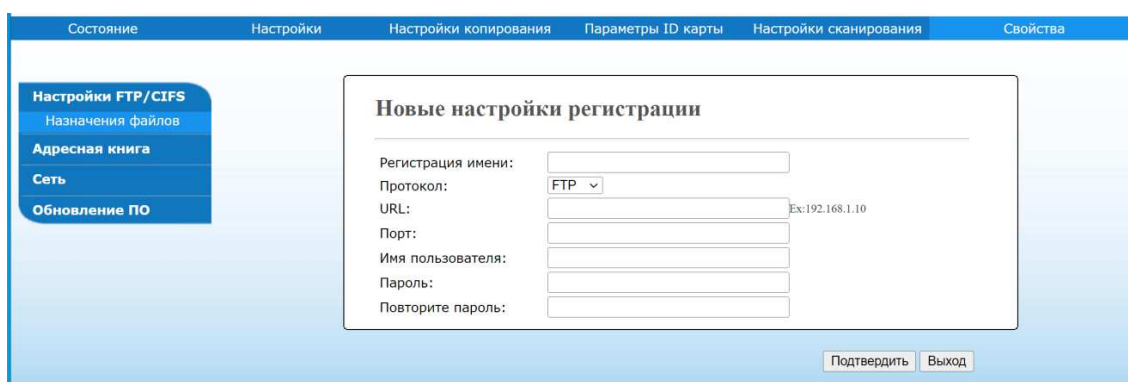 Состояние Настройки Настройки копирования Параметры ID карты Настройки сканирования Свойства
Настройки FTP/CIFS
Назначения файлов
Адресная книга
Сеть
Обновление ПО
Новые настройки регистрации
Регистрация имени:
Протокол: FTP
URL: Ex:192.168.1.10
Порт:
Имя пользователя:
Пароль:
Повторите пароль:
Подтвердить Выход